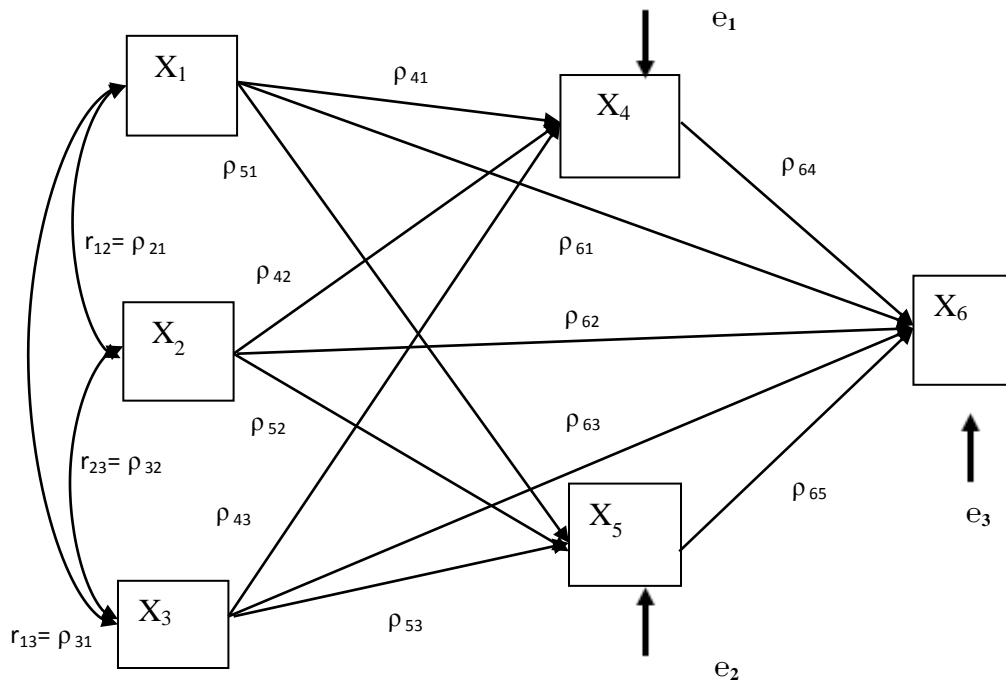 e₁
X₁
ρ 41
X₄
ρ 51
ρ 64
r₁₂= ρ 21
ρ 42
ρ 61
X₂
ρ 62
X₆
ρ 52
ρ 63
r₂₃= ρ 32
ρ 43
ρ 65
X₅
e₃
X₃
ρ 53
r₁₃= ρ 31
e₂